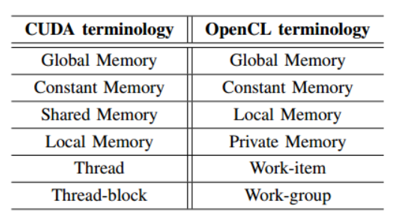 CUDA terminology OpenCL terminology
Global Memory Global Memory
Constant Memory Constant Memory
Shared Memory Local Memory
Local Memory Private Memory
Thread Work-item
Thread-block Work-group